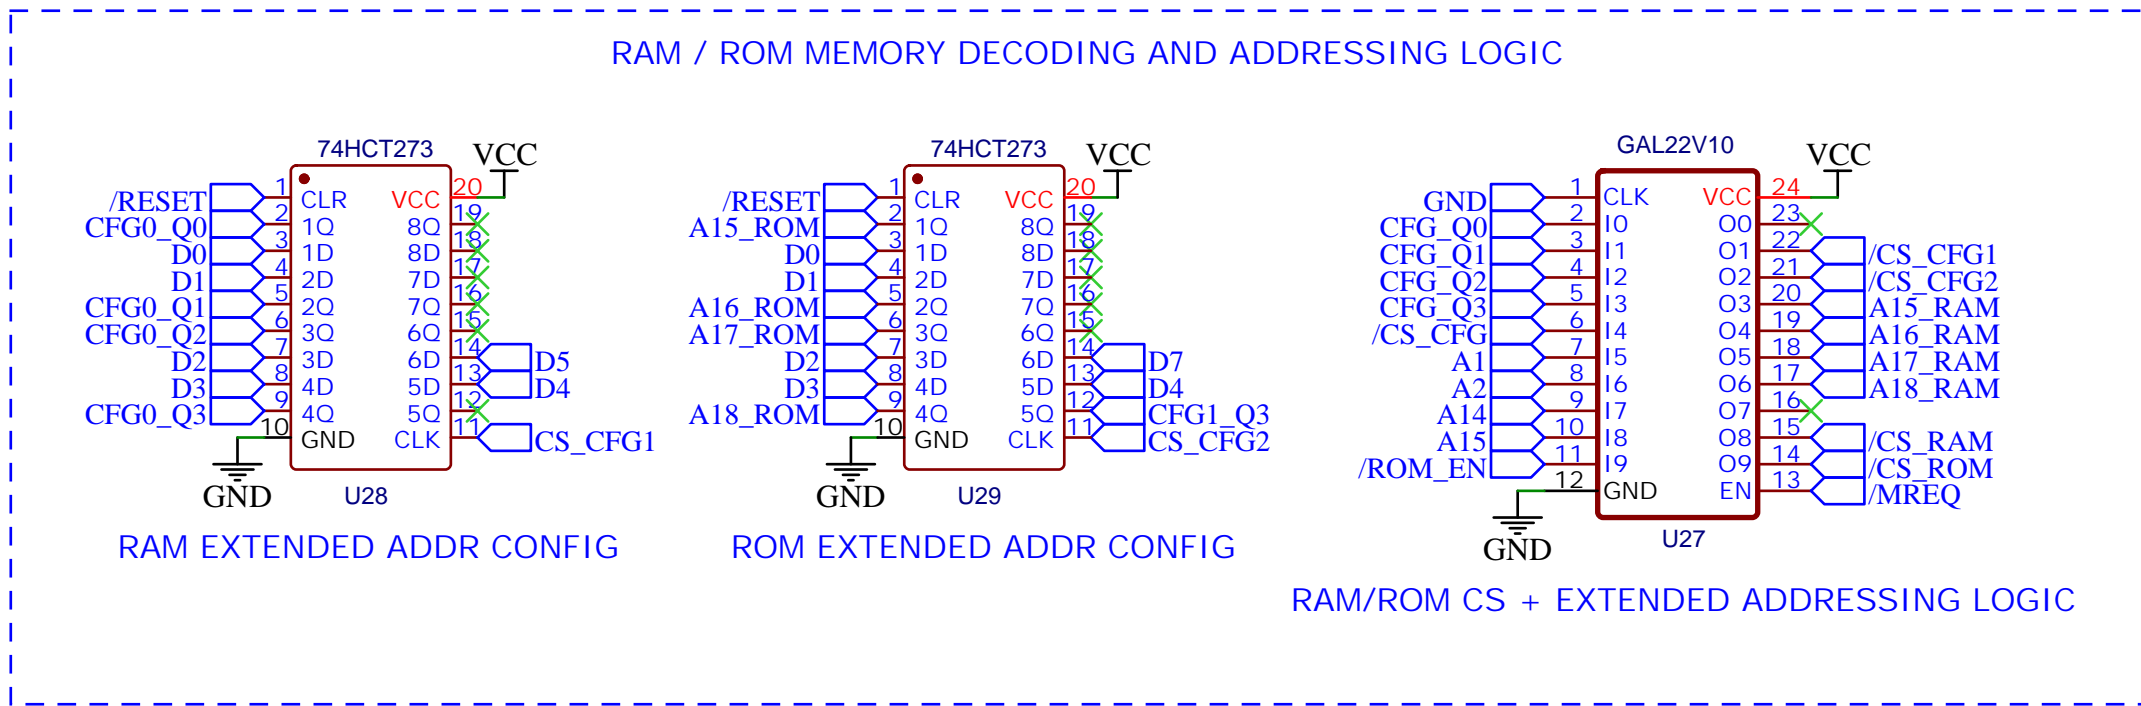 RAM / ROM MEMORY DECODING AND ADDRESSING LOGIC
74HCT273
VCC
/RESET 1 CLR VCC 20
CFG0_Q0 2 1Q 8Q 19
D0 3 1D 8D 18
D1 4 2D 7D 17
CFG0_Q1 5 2Q 7Q 16
CFG0_Q2 6 3Q 6Q 15
D2 7 3D 6D 14 D5
D3 8 4D 5D 13 D4
CFG0_Q3 9 4Q 5Q 12
10 GND CLK 11 CS_CFG1
GND
U28
RAM EXTENDED ADDR CONFIG
74HCT273
VCC
/RESET 1 CLR VCC 20
A15_ROM 2 1Q 8Q 19
D0 3 1D 8D 18
D1 4 2D 7D 17
A16_ROM 5 2Q 7Q 16
A17_ROM 6 3Q 6Q 15
D2 7 3D 6D 14 D7
D3 8 4D 5D 13 D4
A18_ROM 9 4Q 5Q 12 CFG1_Q3
10 GND CLK 11 CS_CFG2
GND
U29
ROM EXTENDED ADDR CONFIG
GAL22V10
VCC
GND 1 CLK VCC 24
CFG_Q0 2 I0 O0 23
CFG_Q1 3 I1 O1 22 /CS_CFG1
CFG_Q2 4 I2 O2 21 /CS_CFG2
CFG_Q3 5 I3 O3 20 A15_RAM
/CS_CFG 6 I4 O4 19 A16_RAM
A1 7 I5 O5 18 A17_RAM
A2 8 I6 O6 17 A18_RAM
A14 9 I7 O7 16
A15 10 I8 O8 15 /CS_RAM
/ROM_EN 11 I9 O9 14 /CS_ROM
12 GND EN 13 /MREQ
GND
U27
RAM/ROM CS + EXTENDED ADDRESSING LOGIC